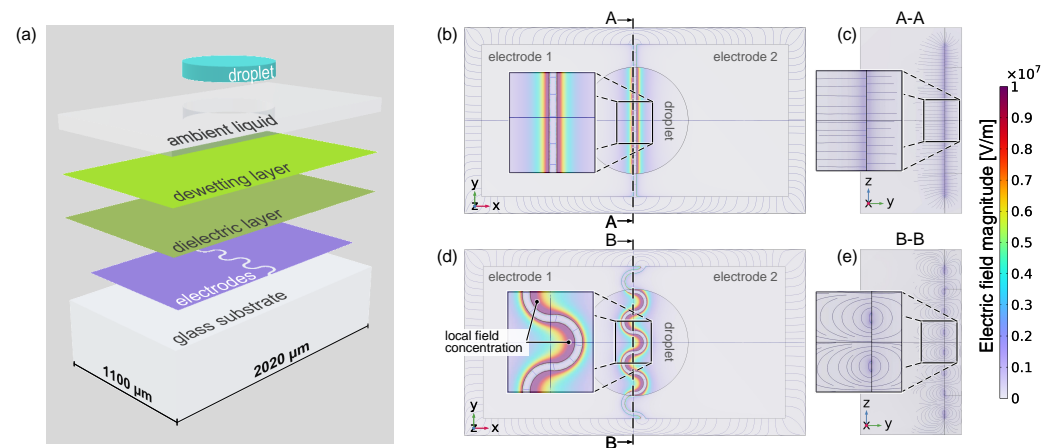 (a)
droplet
ambient liquid
dewetting layer
dielectric layer
electrodes
glass substrate
1100 µm
2020 µm
(b)
A
electrode 1
electrode 2
droplet
y
z
x
A
(c)
A-A
z
x
y
(d)
B
electrode 1
electrode 2
local field
concentration
droplet
y
z
x
B
(e)
B-B
z
x
y
×10⁷
1
0.9
0.8
0.7
0.6
0.5
0.4
0.3
0.2
0.1
0
Electric field magnitude [V/m]